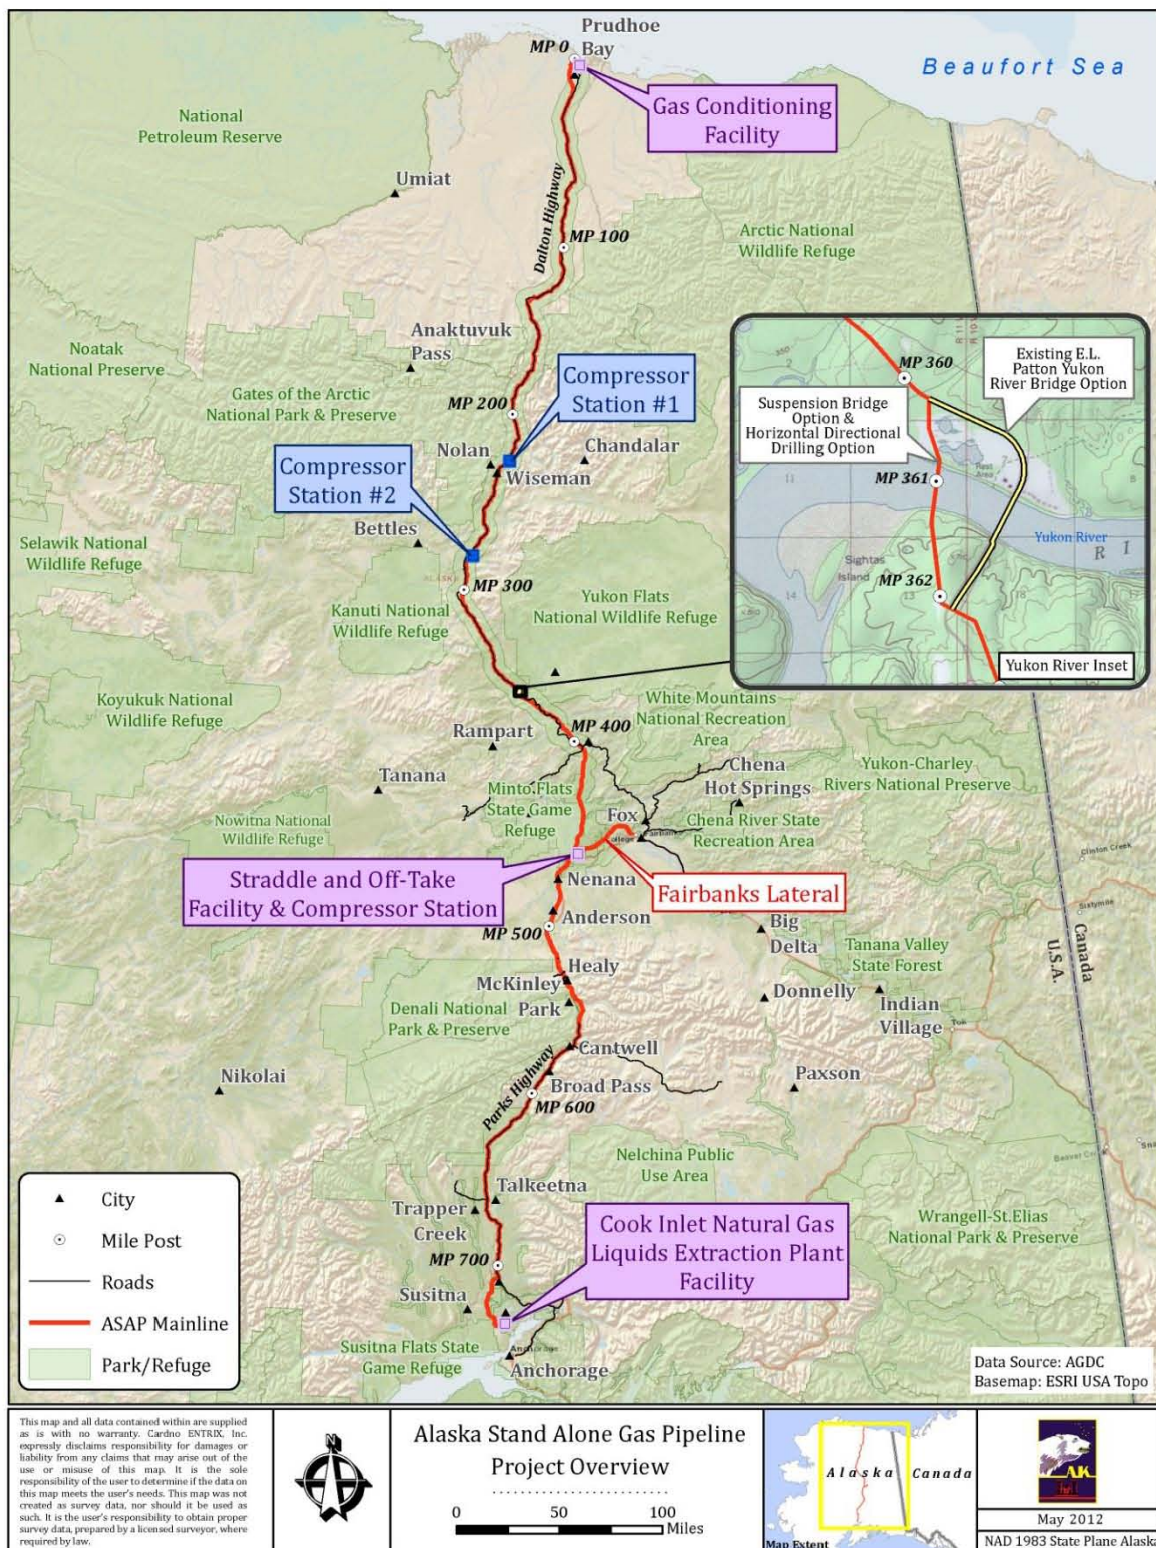 MP 0
Prudhoe
Bay
Beaufort Sea
Gas Conditioning
Facility
National
Petroleum Reserve
Umiat
Dalton Highway
MP 100
Arctic National
Wildlife Refuge
Anaktuvuk
Pass
Noatak
National Preserve
Gates of the Arctic
National Park & Preserve
MP 200
Compressor
Station #1
Nolan
Wiseman
Chandalar
Compressor
Station #2
Bettles
Selawik National
Wildlife Refuge
ALASKA
MP 300
Kanuti National
Wildlife Refuge
Yukon Flats
National Wildlife Refuge
MP 360
Existing E.L.
Patton Yukon
River Bridge Option
Suspension Bridge
Option &
Horizontal Directional
Drilling Option
MP 361
Rest
Area
11
Yukon River
R I
Sightas
Island
MP 362
14
13
Yukon River Inset
Koyukuk National
Wildlife Refuge
White Mountains
National Recreation
Area
Rampart
MP 400
Tanana
Minto Flats
State Game
Refuge
Chena
Hot Springs
Yukon-Charley
Rivers National Preserve
Nowitna National
Wildlife Refuge
Fox
Chena River State
Recreation Area
Clinton Creek
Straddle and Off-Take
Facility & Compressor Station
Nenana
Fairbanks Lateral
Anderson
MP 500
Big
Delta
Sixtymile
Tanana Valley
State Forest
U.S.A.
Canada
Healy
McKinley
Park
Donnelly
Indian
Village
Tok
Denali National
Park & Preserve
Cantwell
Nikolai
Parks Highway
Broad Pass
MP 600
Paxson
Nelchina Public
Use Area
Talkeetna
Trapper
Creek
Cook Inlet Natural Gas
Liquids Extraction Plant
Facility
Wrangell-St.Elias
National Park & Preserve
MP 700
Susitna
Susitna Flats State
Game Refuge
Anchorage
Anchorage
City
Mile Post
Roads
ASAP Mainline
Park/Refuge
Data Source: AGDC
Basemap: ESRI USA Topo
This map and all data contained within are supplied
as is with no warranty. Cardno ENTRIX, Inc.
expressly disclaims responsibility for damages or
liability from any claims that may arise out of the
use or misuse of this map. It is the sole
responsibility of the user to determine if the data on
this map meets the user's needs. This map was not
created as survey data, nor should it be used as
such. It is the user's responsibility to obtain proper
survey data, prepared by a licensed surveyor, where
required by law.
Alaska Stand Alone Gas Pipeline
Project Overview
0 50 100
Miles
Alaska
Canada
Map Extent
AK
May 2012
NAD 1983 State Plane Alaska